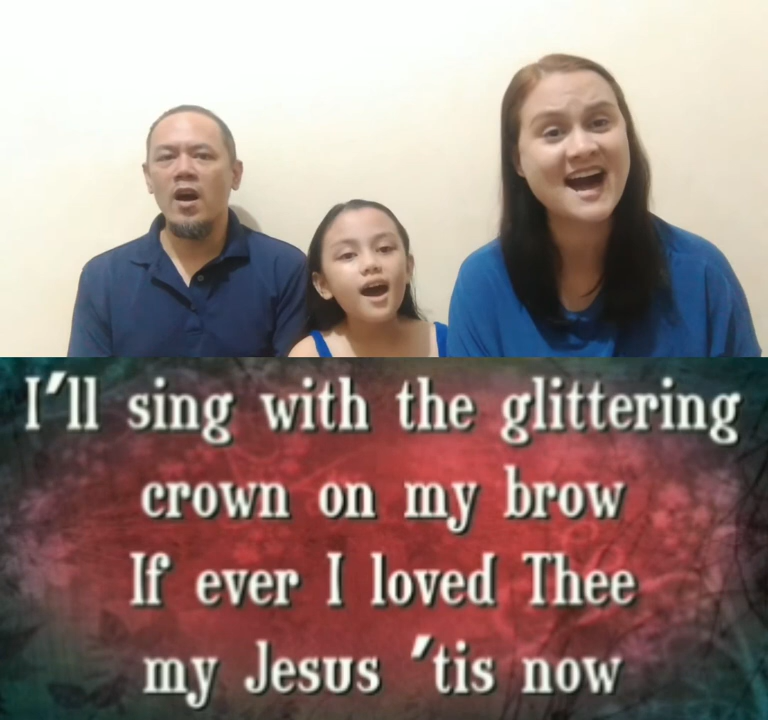 I'll sing with the glittering
crown on my brow
If ever I loved Thee
my Jesus 'tis now